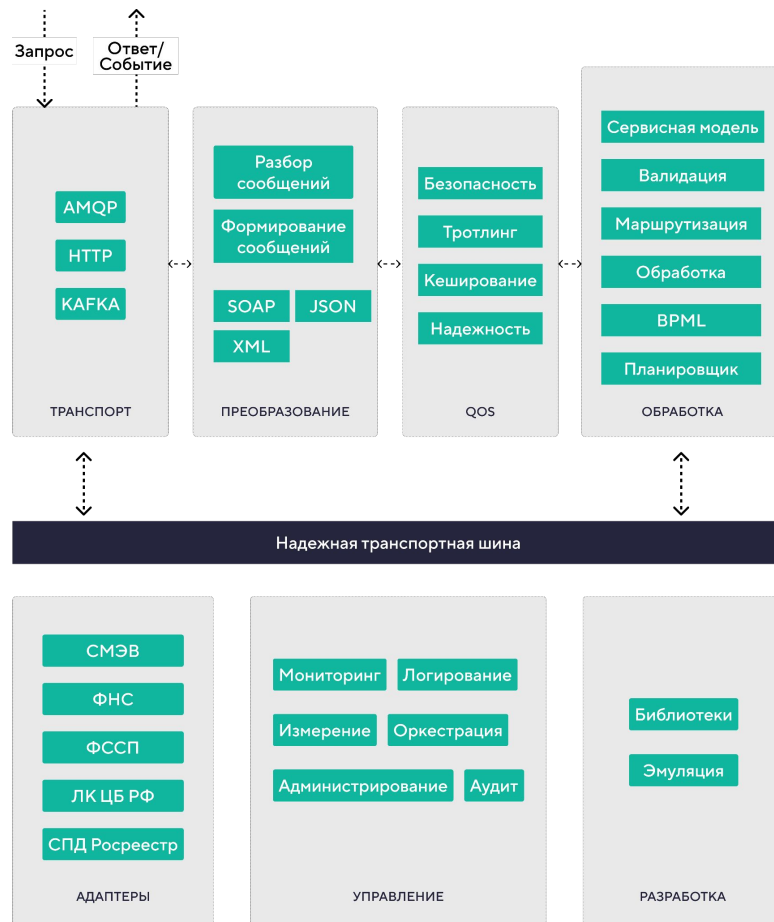 Запрос
Ответ/
Событие
AMQP
HTTP
KAFKA
ТРАНСПОРТ
Разбор
сообщений
Формирование
сообщений
SOAP
JSON
XML
ПРЕОБРАЗОВАНИЕ
Безопасность
Тротлинг
Кеширование
Надежность
QOS
Сервисная модель
Валидация
Маршрутизация
Обработка
BPML
Планировщик
ОБРАБОТКА
Надежная транспортная шина
СМЭВ
ФНС
ФССП
ЛК ЦБ РФ
СПД Росреестр
АДАПТЕРЫ
Мониторинг
Логирование
Измерение
Оркестрация
Администрирование
Аудит
УПРАВЛЕНИЕ
Библиотеки
Эмуляция
РАЗРАБОТКА